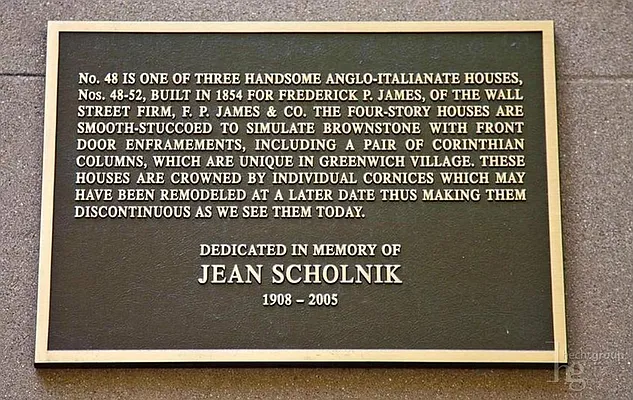 No. 48 IS ONE OF THREE HANDSOME ANGLO-ITALIANATE HOUSES,
Nos. 48-52, BUILT IN 1854 FOR FREDERICK P. JAMES, OF THE WALL
STREET FIRM, F. P. JAMES & CO. THE FOUR-STORY HOUSES ARE
SMOOTH-STUCCOED TO SIMULATE BROWNSTONE WITH FRONT
DOOR ENFRAMEMENTS, INCLUDING A PAIR OF CORINTHIAN
COLUMNS, WHICH ARE UNIQUE IN GREENWICH VILLAGE. THESE
HOUSES ARE CROWNED BY INDIVIDUAL CORNICES WHICH MAY
HAVE BEEN REMODELED AT A LATER DATE THUS MAKING THEM
DISCONTINUOUS AS WE SEE THEM TODAY.
DEDICATED IN MEMORY OF
JEAN SCHOLNIK
1908 – 2005
hechtgroup
hg